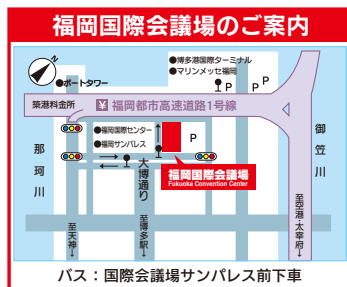 福岡国際会議場のご案内
●博多港国際ターミナル
●マリンメッセ福岡
●ポートタワー
P
P
P
築港料金所
¥ 福岡都市高速道路1号線
●福岡国際センター
●福岡サンパレス
P
福岡国際会議場
Fukuoka Convention Center
那珂川
大博通り
御笠川
至天神↓
至博多駅↓
至空港・太宰府↓
バス：国際会議場サンパレス前下車